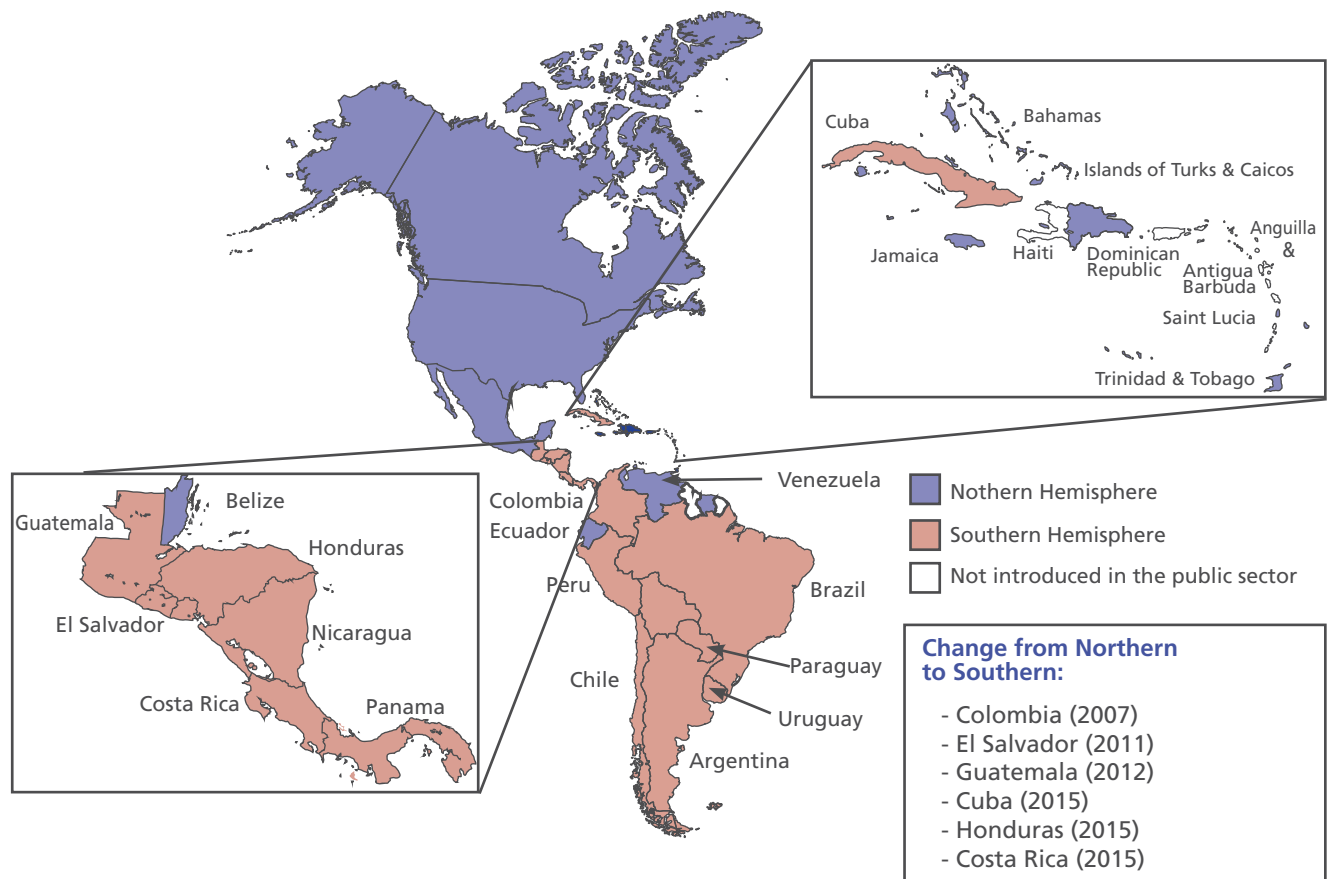 Cuba
Bahamas
Islands of Turks & Caicos
Jamaica
Haiti
Dominican
Republic
Anguilla
&
Antigua
Barbuda
Saint Lucia
Trinidad & Tobago
Guatemala
Belize
Honduras
El Salvador
Nicaragua
Costa Rica
Panama
Colombia
Ecuador
Venezuela
Peru
Brazil
Chile
Paraguay
Uruguay
Argentina
Nothern Hemisphere
Southern Hemisphere
Not introduced in the public sector
Change from Northern
to Southern:
- Colombia (2007)
- El Salvador (2011)
- Guatemala (2012)
- Cuba (2015)
- Honduras (2015)
- Costa Rica (2015)